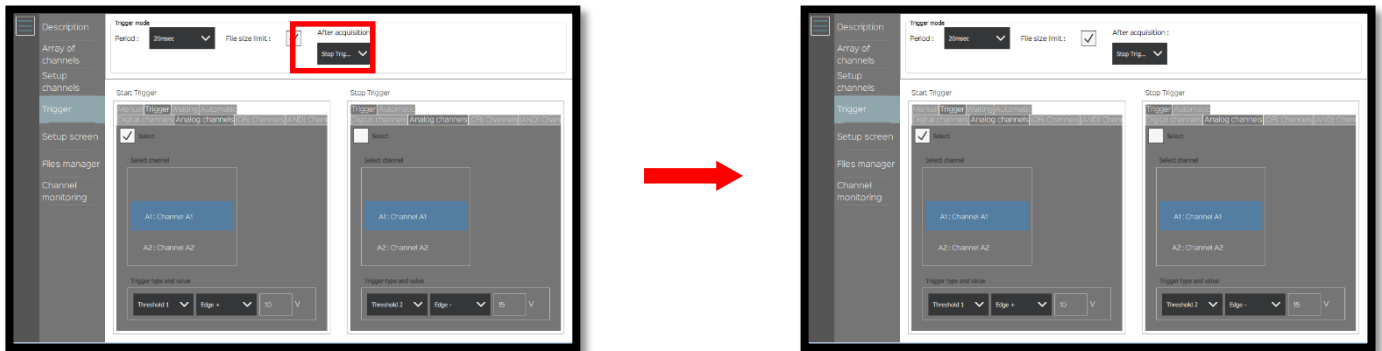 Description
Array of
channels
Setup
channels
Trigger
Setup screen
Files manager
Channel
monitoring
Trigger mode
Period : 20msec File size limit : After acquisition
Stop Trig...
Start Trigger
Manual Trigger Waiting Automatic
Digital channels Analog channels (OR) Channels (AND) Chan
Select
Select channel
A1 : Channel A1
A2 : Channel A2
Trigger type and value
Threshold 1 Edge + 10 V
Stop Trigger
Trigger Automatic
Digital channels Analog channels (OR) Channels (AND) Chan
Select
Select channel
A1 : Channel A1
A2 : Channel A2
Trigger type and value
Threshold 2 Edge - 15 V
Description
Array of
channels
Setup
channels
Trigger
Setup screen
Files manager
Channel
monitoring
Trigger mode
Period : 20msec File size limit : After acquisition :
Stop Trig...
Start Trigger
Manual Trigger Waiting Automatic
Digital channels Analog channels (OR) Channels (AND) Chan
Select
Select channel
A1 : Channel A1
A2 : Channel A2
Trigger type and value
Threshold 1 Edge + 10 V
Stop Trigger
Trigger Automatic
Digital channels Analog channels (OR) Channels (AND) Chan
Select
Select channel
A1 : Channel A1
A2 : Channel A2
Trigger type and value
Threshold 2 Edge - 15 V